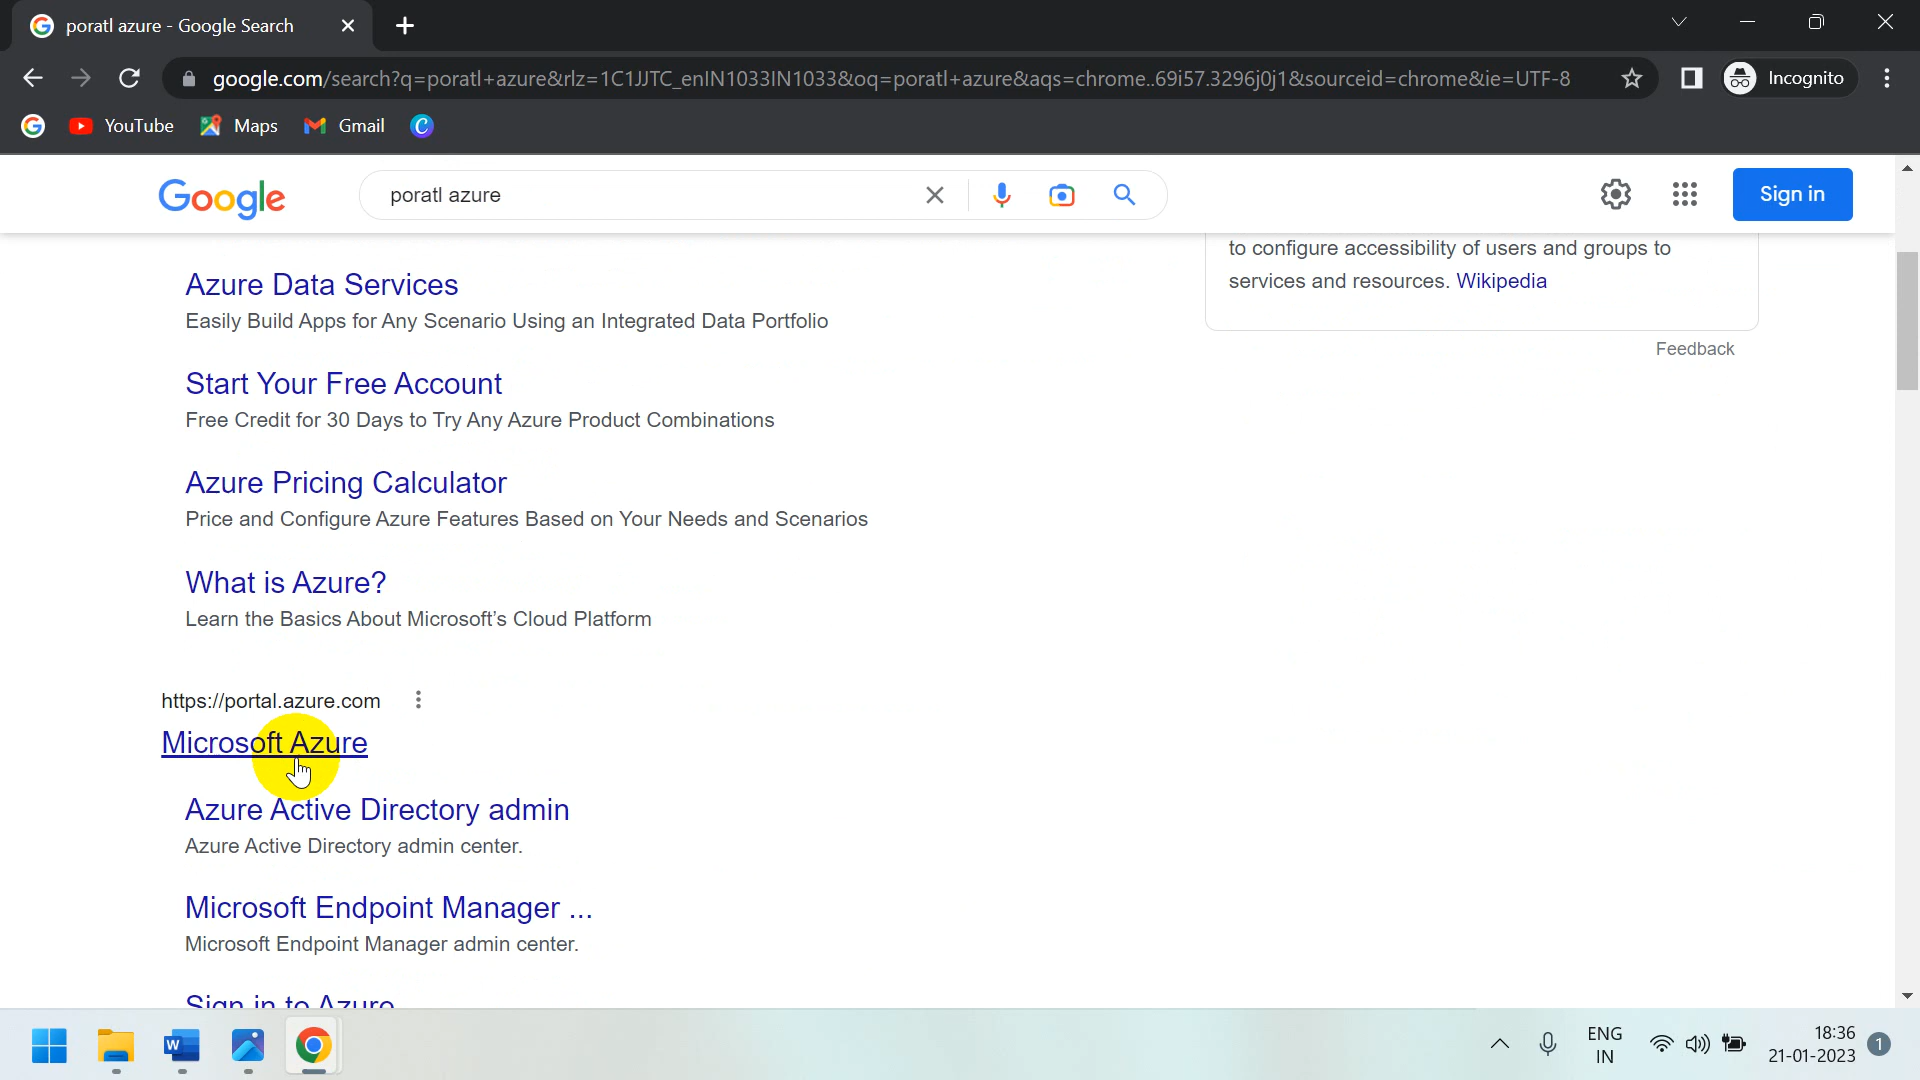 poratl azure - Google Search
google.com/search?q=poratl+azure&rlz=1C1JJTC_enIN1033IN1033&oq=poratl+azure&aqs=chrome..69i57.3296j0j1&sourceid=chrome&ie=UTF-8
Incognito
YouTube
Maps
Gmail
Google
poratl azure
Sign in
to configure accessibility of users and groups to
services and resources. Wikipedia
Feedback
Azure Data Services
Easily Build Apps for Any Scenario Using an Integrated Data Portfolio
Start Your Free Account
Free Credit for 30 Days to Try Any Azure Product Combinations
Azure Pricing Calculator
Price and Configure Azure Features Based on Your Needs and Scenarios
What is Azure?
Learn the Basics About Microsoft's Cloud Platform
https://portal.azure.com
Microsoft Azure
Azure Active Directory admin
Azure Active Directory admin center.
Microsoft Endpoint Manager ...
Microsoft Endpoint Manager admin center.
Sign in to Azure
ENG
IN
18:36
21-01-2023
1